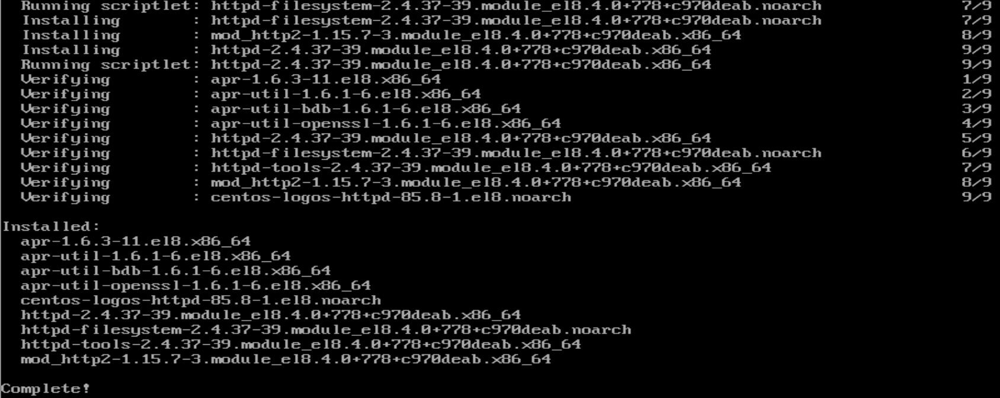 Running scriptlet: httpd-filesystem-2.4.37-39.module_el8.4.0+778+c970deab.noarch 7/9
Installing : httpd-filesystem-2.4.37-39.module_el8.4.0+778+c970deab.noarch 7/9
Installing : mod_http2-1.15.7-3.module_el8.4.0+778+c970deab.x86_64 8/9
Installing : httpd-2.4.37-39.module_el8.4.0+778+c970deab.x86_64 9/9
Running scriptlet: httpd-2.4.37-39.module_el8.4.0+778+c970deab.x86_64 9/9
Verifying : apr-1.6.3-11.el8.x86_64 1/9
Verifying : apr-util-1.6.1-6.el8.x86_64 2/9
Verifying : apr-util-bdb-1.6.1-6.el8.x86_64 3/9
Verifying : apr-util-openssl-1.6.1-6.el8.x86_64 4/9
Verifying : httpd-2.4.37-39.module_el8.4.0+778+c970deab.x86_64 5/9
Verifying : httpd-filesystem-2.4.37-39.module_el8.4.0+778+c970deab.noarch 6/9
Verifying : httpd-tools-2.4.37-39.module_el8.4.0+778+c970deab.x86_64 7/9
Verifying : mod_http2-1.15.7-3.module_el8.4.0+778+c970deab.x86_64 8/9
Verifying : centos-logos-httpd-85.8-1.el8.noarch 9/9
Installed:
apr-1.6.3-11.el8.x86_64
apr-util-1.6.1-6.el8.x86_64
apr-util-bdb-1.6.1-6.el8.x86_64
apr-util-openssl-1.6.1-6.el8.x86_64
centos-logos-httpd-85.8-1.el8.noarch
httpd-2.4.37-39.module_el8.4.0+778+c970deab.x86_64
httpd-filesystem-2.4.37-39.module_el8.4.0+778+c970deab.noarch
httpd-tools-2.4.37-39.module_el8.4.0+778+c970deab.x86_64
mod_http2-1.15.7-3.module_el8.4.0+778+c970deab.x86_64
Complete!